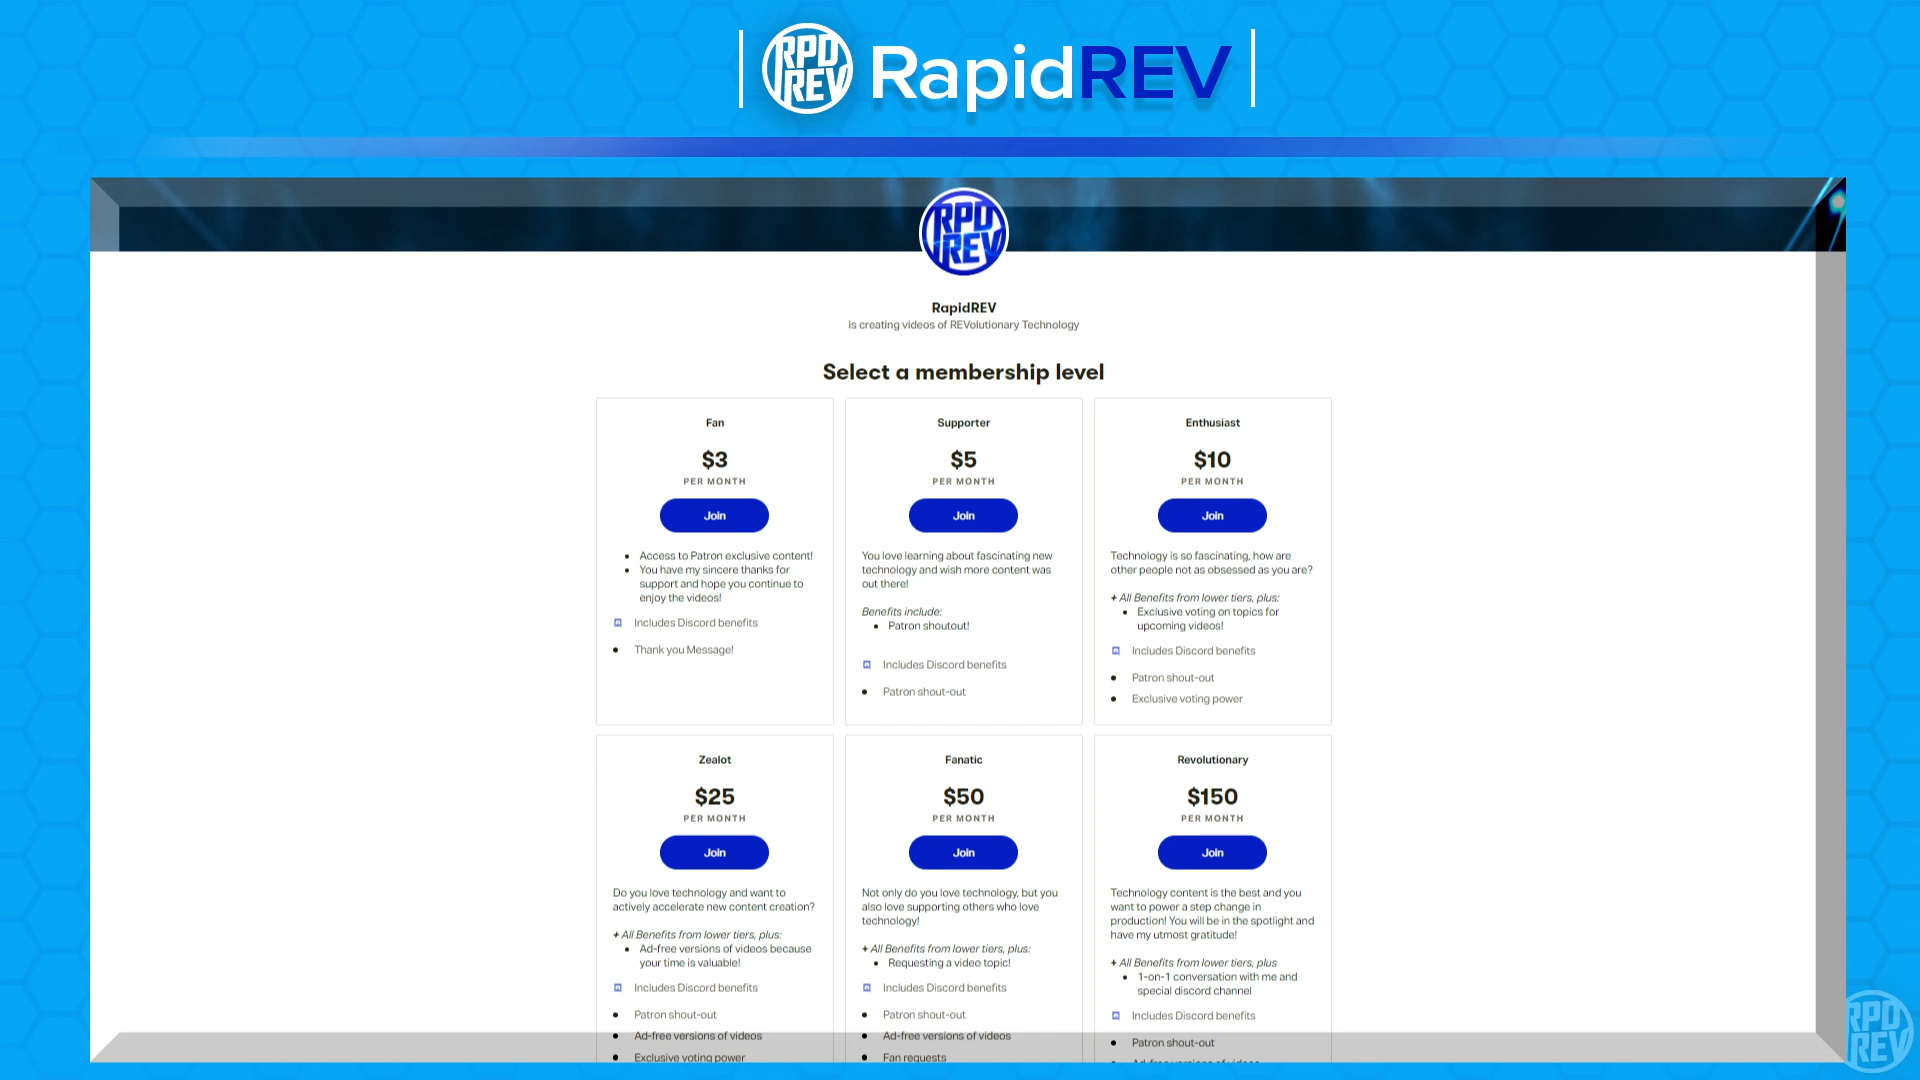 RPD
REV
RapidREV
RPD
REV
RapidREV
is creating videos of REVolutionary Technology
Select a membership level
Fan
$3
PER MONTH
Join
• Access to Patron exclusive content!
• You have my sincere thanks for
support and hope you continue to
enjoy the videos!
Includes Discord benefits
• Thank you Message!
Supporter
$5
PER MONTH
Join
You love learning about fascinating new
technology and wish more content was
out there!
Benefits include:
• Patron shoutout!
Includes Discord benefits
• Patron shout-out
Enthusiast
$10
PER MONTH
Join
Technology is so fascinating, how are
other people not as obsessed as you are?
+ All Benefits from lower tiers, plus:
• Exclusive voting on topics for
upcoming videos!
Includes Discord benefits
• Patron shout-out
• Exclusive voting power
Zealot
$25
PER MONTH
Join
Do you love technology and want to
actively accelerate new content creation?
+ All Benefits from lower tiers, plus:
• Ad-free versions of videos because
your time is valuable!
Includes Discord benefits
• Patron shout-out
• Ad-free versions of videos
• Exclusive voting power
Fanatic
$50
PER MONTH
Join
Not only do you love technology, but you
also love supporting others who love
technology!
+ All Benefits from lower tiers, plus:
• Requesting a video topic!
Includes Discord benefits
• Patron shout-out
• Ad-free versions of videos
• Fan requests
Revolutionary
$150
PER MONTH
Join
Technology content is the best and you
want to power a step change in
production! You will be in the spotlight and
have my utmost gratitude!
+ All Benefits from lower tiers, plus
• 1-on-1 conversation with me and
special discord channel
Includes Discord benefits
• Patron shout-out
• Ad-free versions of videos
RPD
REV